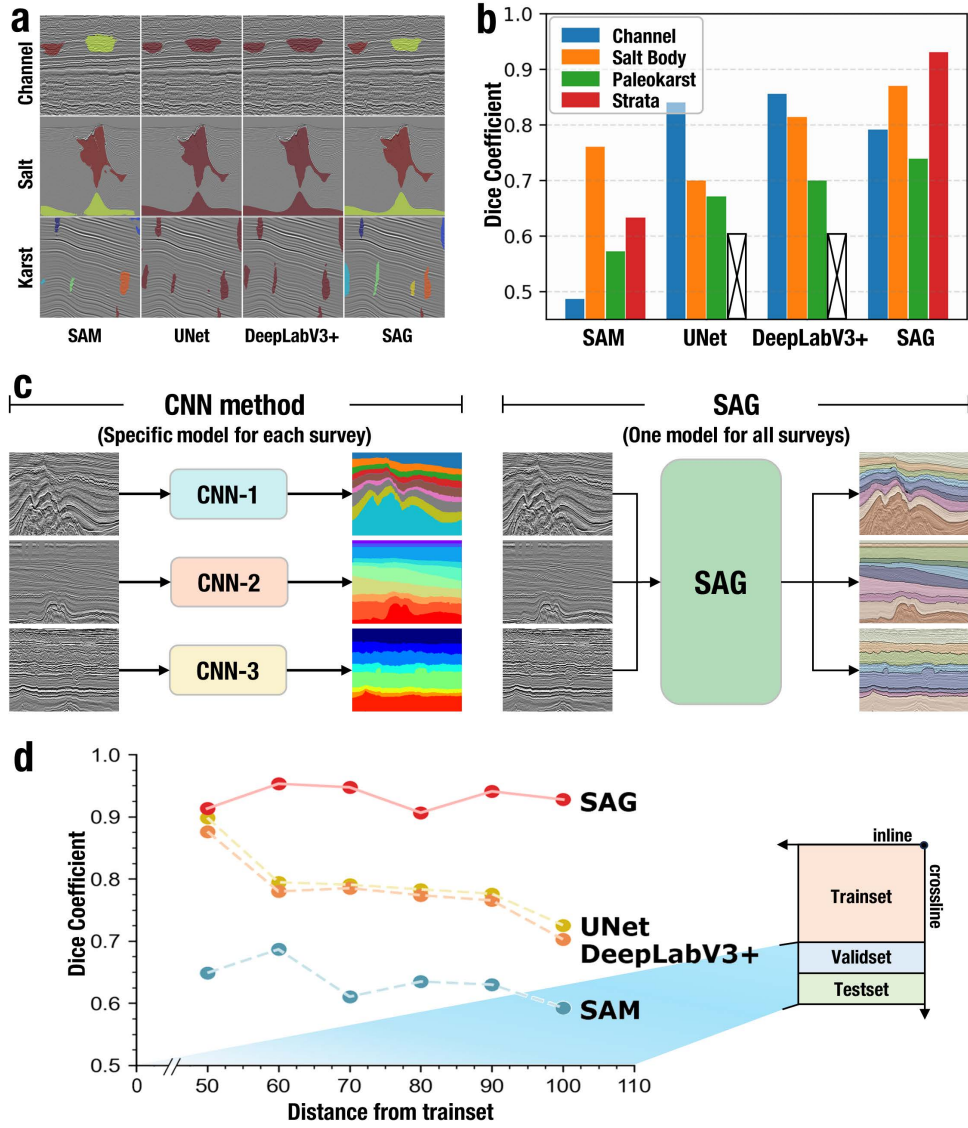 a
Channel
Salt
Karst
SAM
UNet
DeepLabV3+
SAG
b
Dice Coefficient
1.0
0.9
0.8
0.7
0.6
0.5
Channel
Salt Body
Paleokarst
Strata
SAM
UNet
DeepLabV3+
SAG
c
CNN method
(Specific model for each survey)
CNN-1
CNN-2
CNN-3
SAG
(One model for all surveys)
SAG
d
Dice Coefficient
1.0
0.9
0.8
0.7
0.6
0.5
SAG
UNet
DeepLabV3+
SAM
0
50
60
70
80
90
100
110
Distance from trainset
inline
crossline
Trainset
Validset
Testset